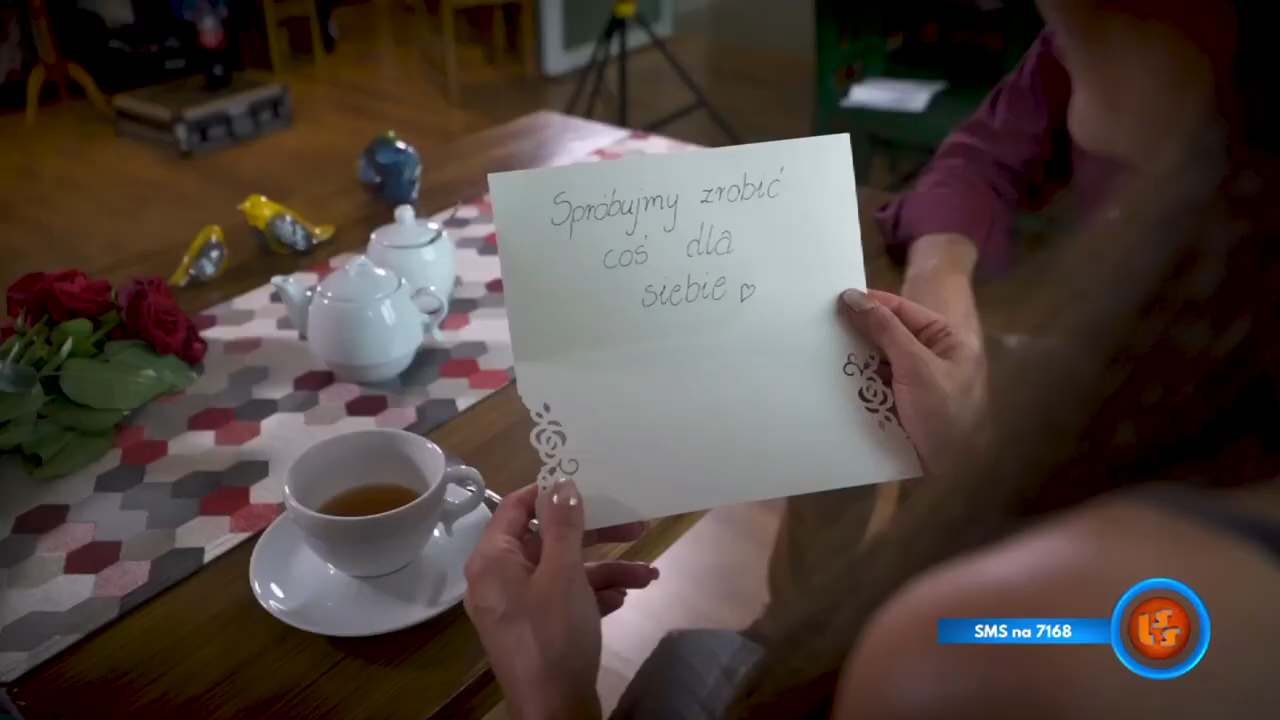 Spróbujmy zrobić
coś dla
siebie ♡
SMS na 7168